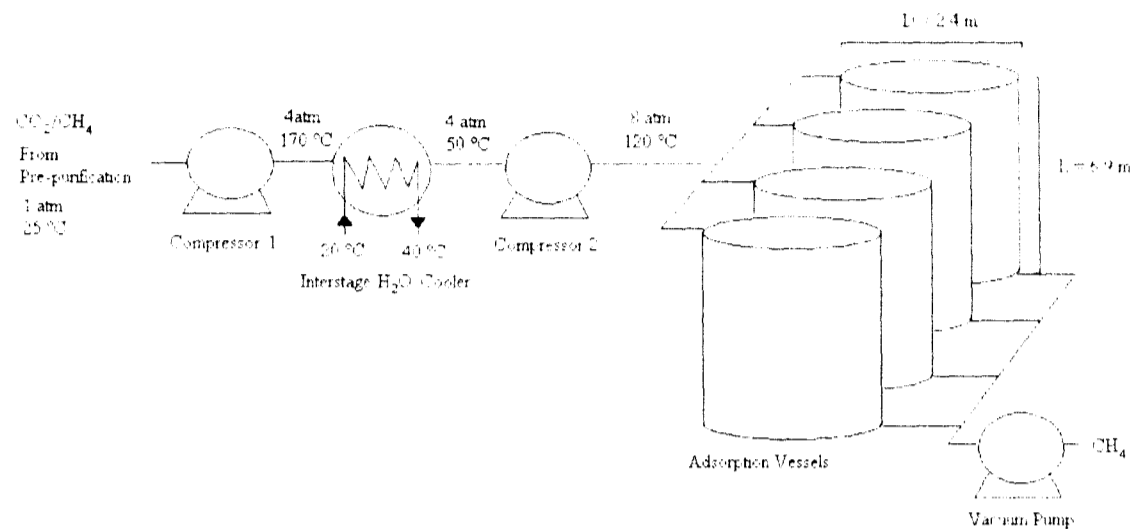 CO₂/CH₄
From
Pre-purification
1 atm
25 °C
Compressor 1
4atm
170 °C
20 °C
40 °C
Interstage H₂O Cooler
4 atm
50 °C
Compressor 2
8 atm
120 °C
2.4 m
L = 6.9 m
Adsorption Vessels
CH₄
Vacuum Pump